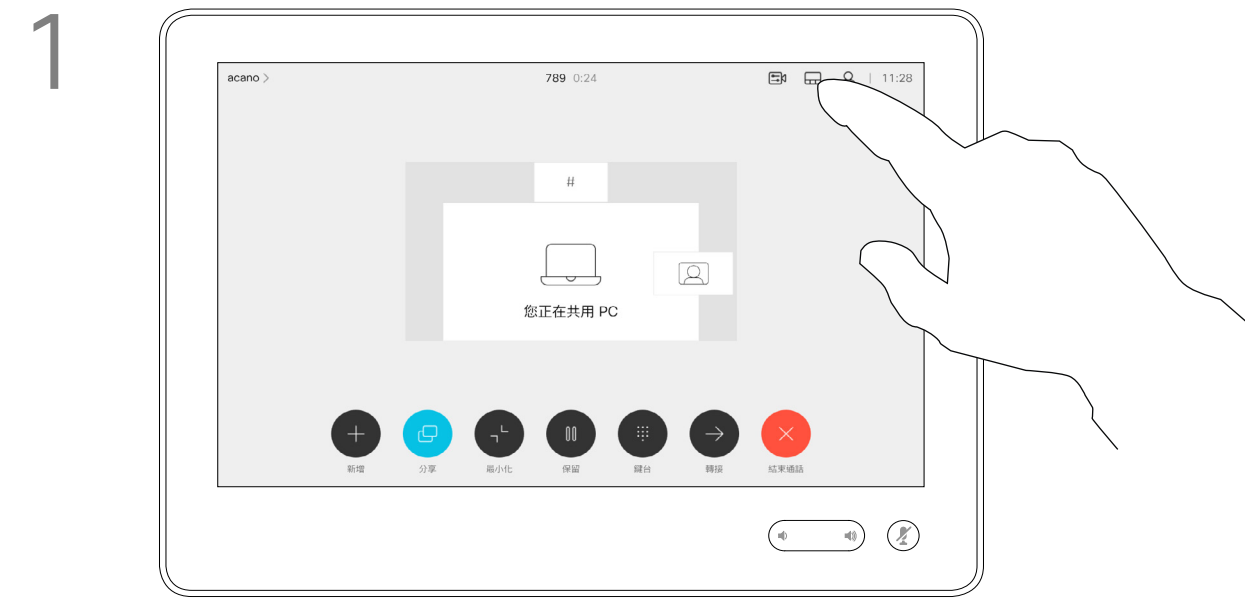 1
acano >
789 0:24
11:28
#
您正在共用 PC
新增
分享
最小化
保留
鍵台
轉接
結束通話